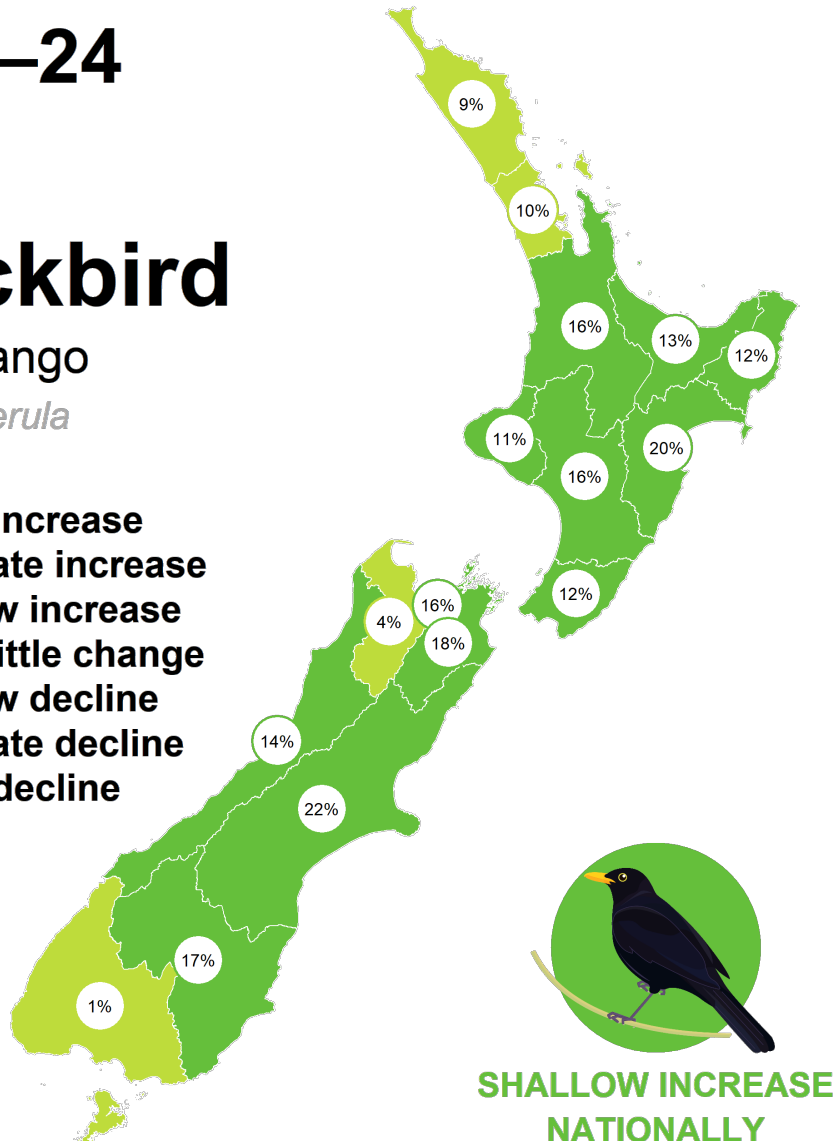 –24
ckbird
ango
erula
increase
ate increase
w increase
ittle change
w decline
ate decline
decline
9%
10%
16%
13%
12%
11%
20%
16%
12%
16%
4%
18%
14%
22%
17%
1%
SHALLOW INCREASE
NATIONALLY